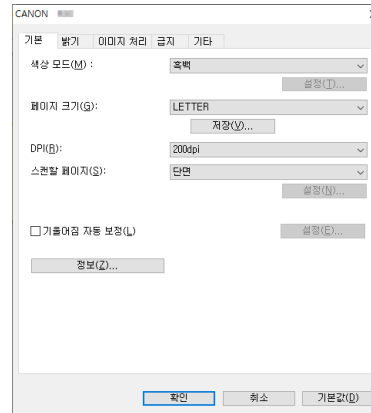 CANON
기본 밝기 이미지 처리 급지 기타
색상 모드(M) : 흑백
설정(T)...
페이지 크기(G): LETTER
저장(V)...
DPI(R): 200dpi
스캔할 페이지(S): 단면
설정(N)...
기울어짐 자동 보정(L) 설정(E)...
정보(Z)...
확인 취소 기본값(D)